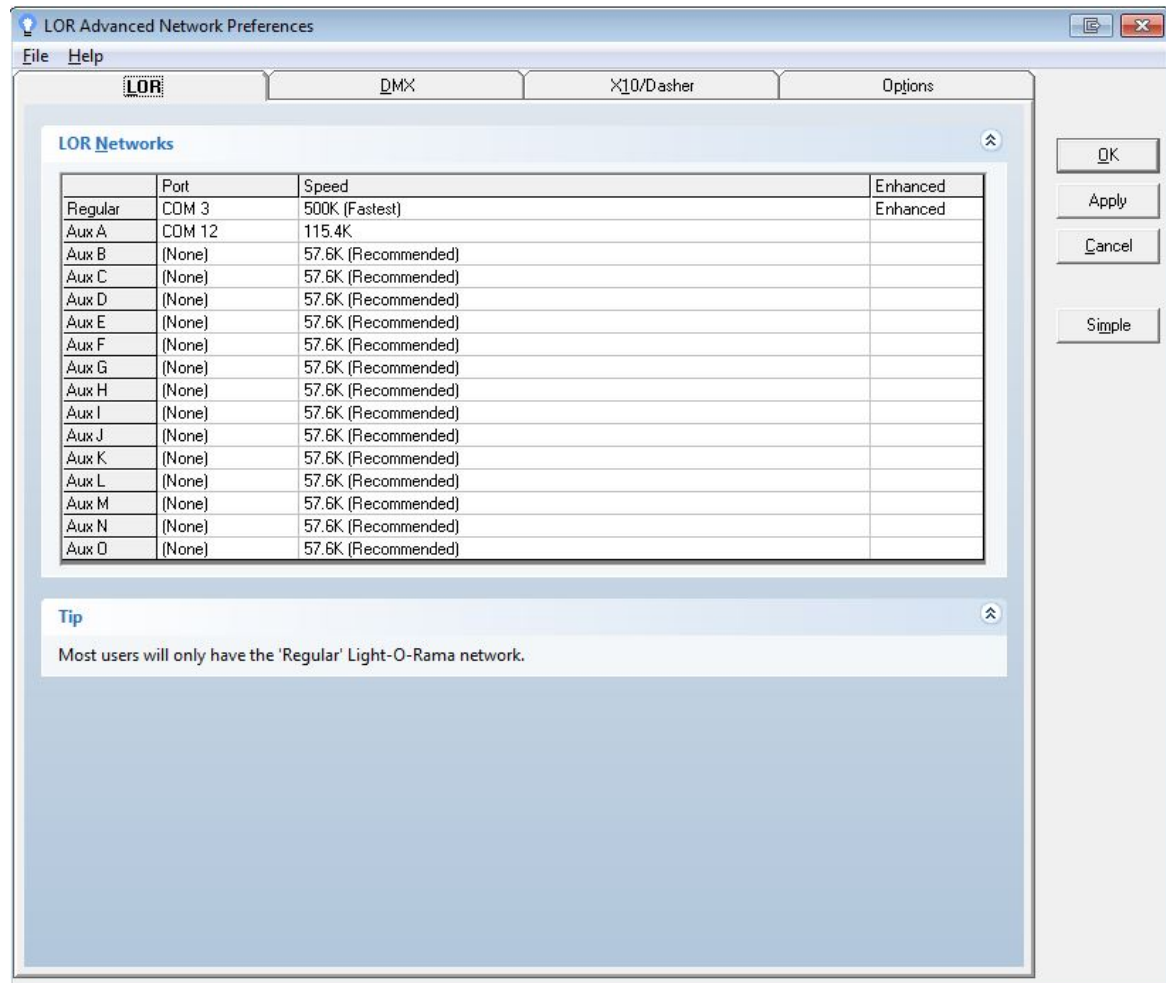 LOR Advanced Network Preferences
File Help
LOR DMX X10/Dasher Options
LOR Networks
OK
Apply
Cancel
Simple
Port Speed Enhanced
Regular COM 3 500K (Fastest) Enhanced
Aux A COM 12 115.4K
Aux B (None) 57.6K (Recommended)
Aux C (None) 57.6K (Recommended)
Aux D (None) 57.6K (Recommended)
Aux E (None) 57.6K (Recommended)
Aux F (None) 57.6K (Recommended)
Aux G (None) 57.6K (Recommended)
Aux H (None) 57.6K (Recommended)
Aux I (None) 57.6K (Recommended)
Aux J (None) 57.6K (Recommended)
Aux K (None) 57.6K (Recommended)
Aux L (None) 57.6K (Recommended)
Aux M (None) 57.6K (Recommended)
Aux N (None) 57.6K (Recommended)
Aux O (None) 57.6K (Recommended)
Tip
Most users will only have the 'Regular' Light-O-Rama network.